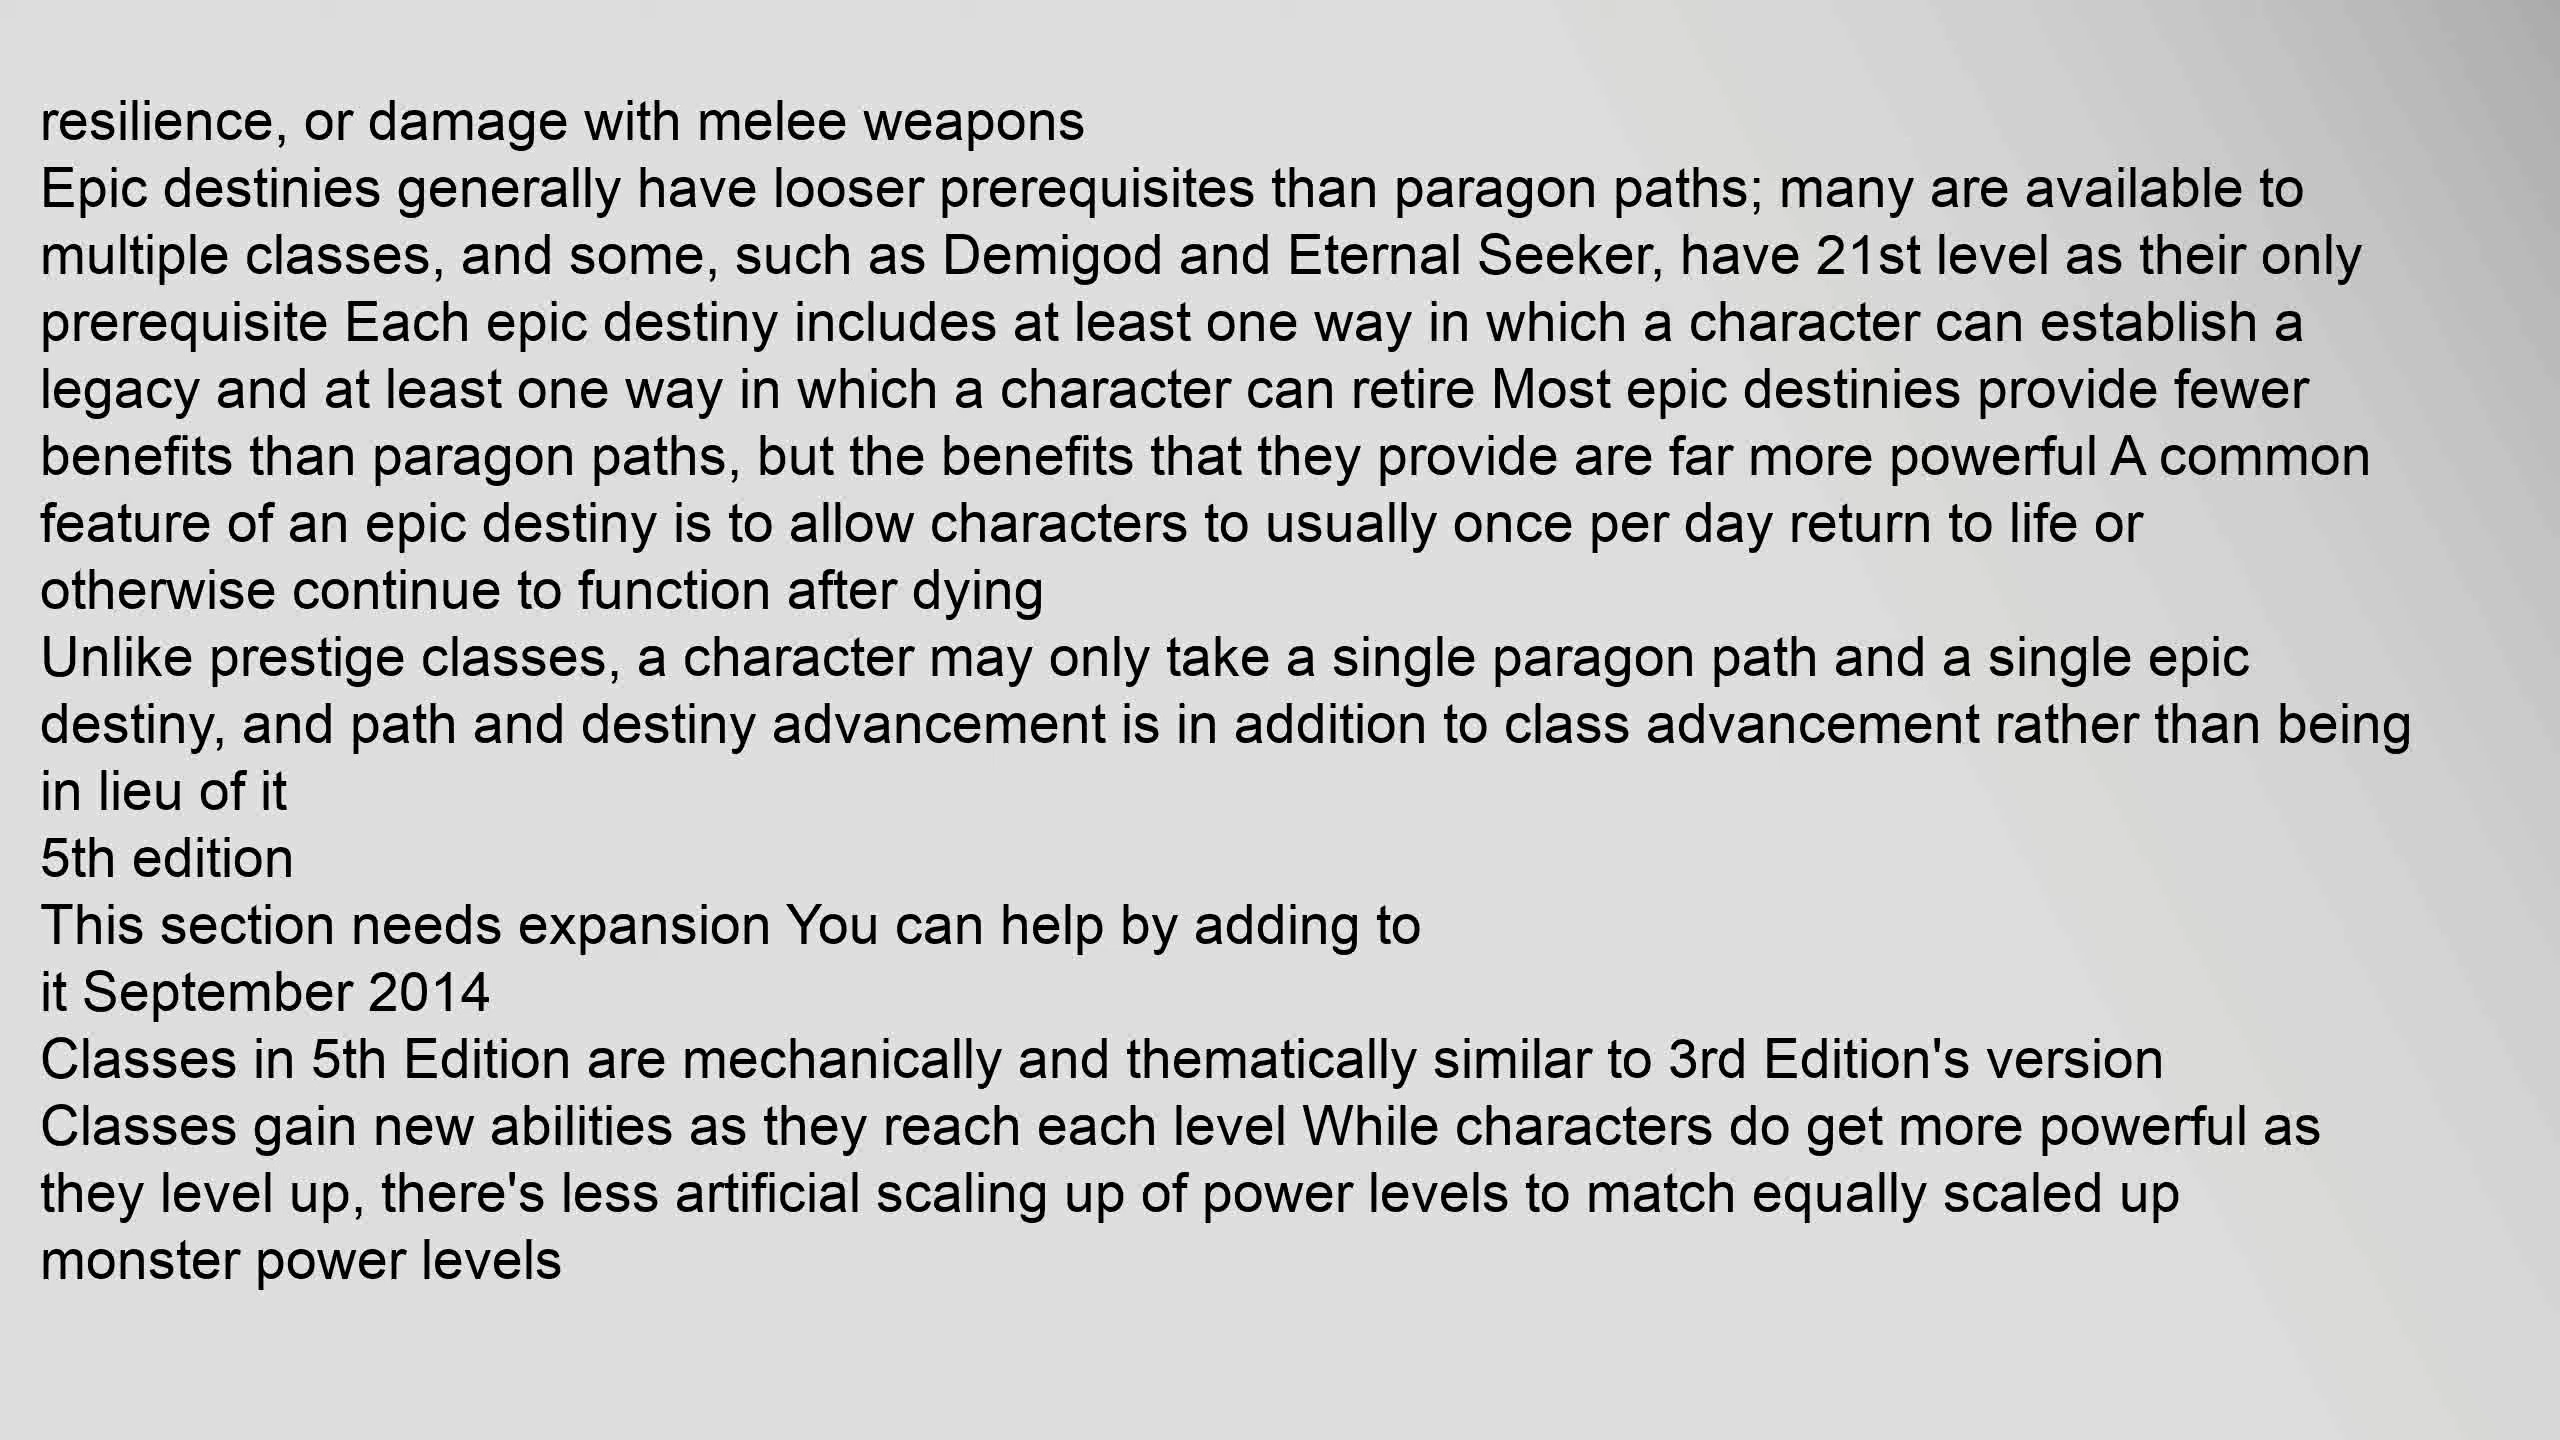 resilience, or damage with melee weapons
Epic destinies generally have looser prerequisites than paragon paths; many are available to
multiple classes, and some, such as Demigod and Eternal Seeker, have 21st level as their only
prerequisite Each epic destiny includes at least one way in which a character can establish a
legacy and at least one way in which a character can retire Most epic destinies provide fewer
benefits than paragon paths, but the benefits that they provide are far more powerful A common
feature of an epic destiny is to allow characters to usually once per day return to life or
otherwise continue to function after dying
Unlike prestige classes, a character may only take a single paragon path and a single epic
destiny, and path and destiny advancement is in addition to class advancement rather than being
in lieu of it
5th edition
This section needs expansion You can help by adding to
it September 2014
Classes in 5th Edition are mechanically and thematically similar to 3rd Edition's version
Classes gain new abilities as they reach each level While characters do get more powerful as
they level up, there's less artificial scaling up of power levels to match equally scaled up
monster power levels